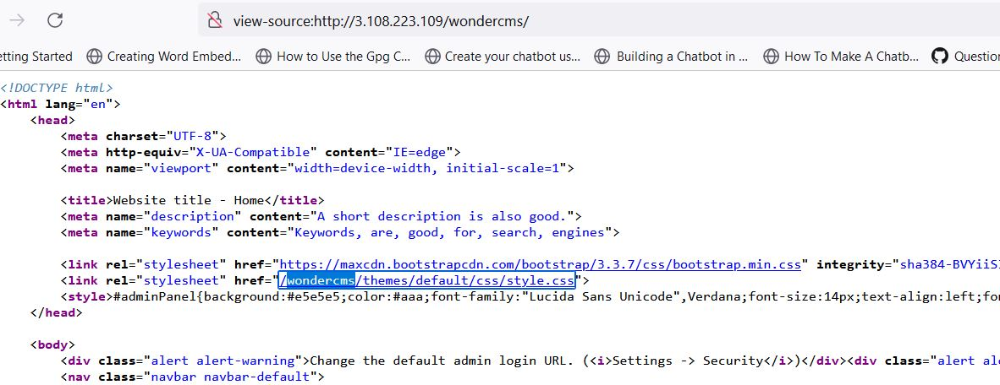 view-source:http://3.108.223.109/wondercms/
etting Started Creating Word Embed... How to Use the Gpg C... Create your chatbot us... Building a Chatbot in ... How To Make A Chatb... Question
<!DOCTYPE html>
<html lang="en">
<head>
<meta charset="UTF-8">
<meta http-equiv="X-UA-Compatible" content="IE=edge">
<meta name="viewport" content="width=device-width, initial-scale=1">
<title>Website title - Home</title>
<meta name="description" content="A short description is also good.">
<meta name="keywords" content="Keywords, are, good, for, search, engines">
<link rel="stylesheet" href="https://maxcdn.bootstrapcdn.com/bootstrap/3.3.7/css/bootstrap.min.css" integrity="sha384-BVYiiSI
<link rel="stylesheet" href="/wondercms/themes/default/css/style.css">
<style>#adminPanel{background:#e5e5e5;color:#aaa;font-family:"Lucida Sans Unicode",Verdana;font-size:14px;text-align:left;fon
</head>
<body>
<div class="alert alert-warning">Change the default admin login URL. (<i>Settings -> Security</i>)</div><div class="alert ale
<nav class="navbar navbar-default">